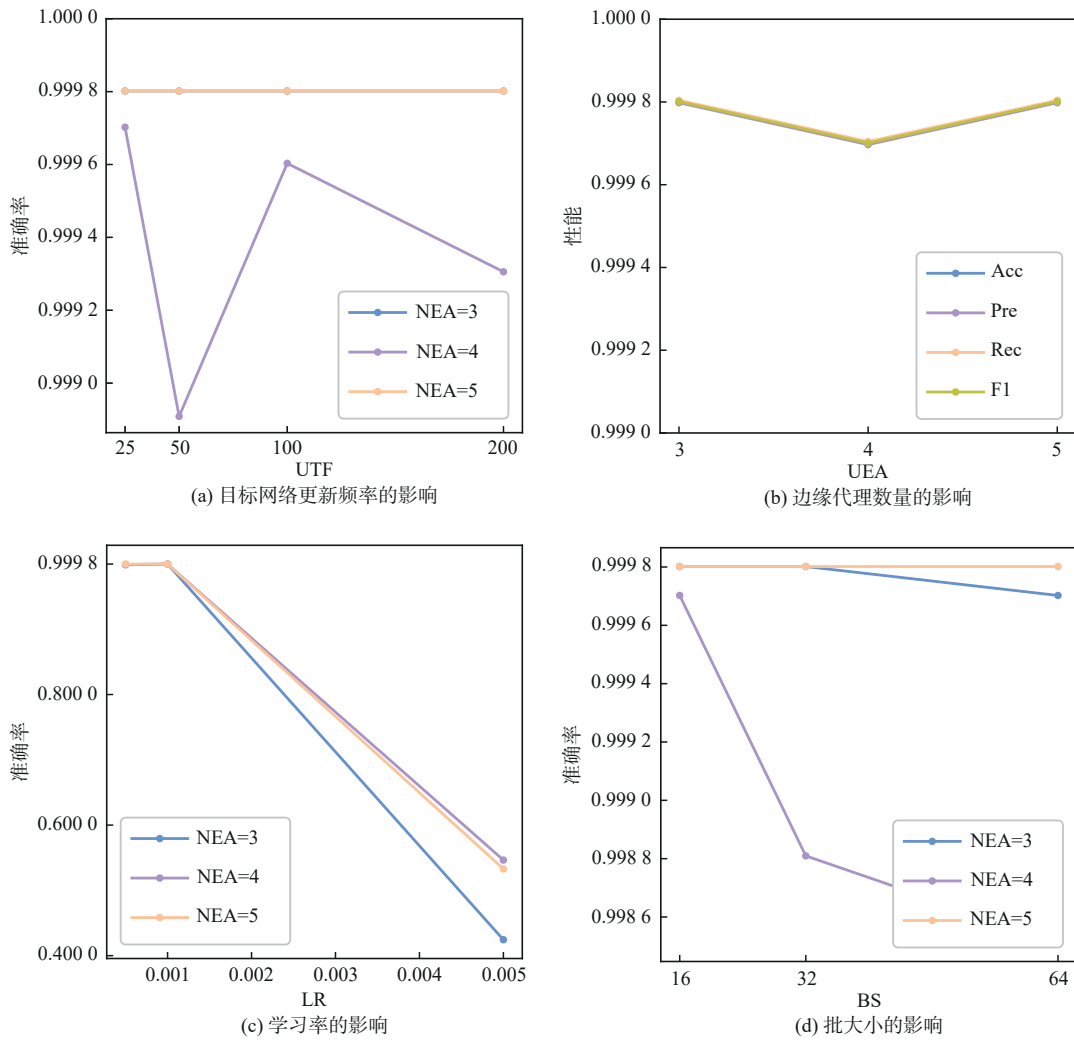 1.000 0
0.999 8
0.999 6
0.999 4
0.999 2
0.999 0
准确率
NEA=3
NEA=4
NEA=5
25 50 100 200
UTF
(a) 目标网络更新频率的影响
1.000 0
0.999 8
0.999 6
0.999 4
0.999 2
0.999 0
性能
Acc
Pre
Rec
F1
3 4 5
UEA
(b) 边缘代理数量的影响
0.999 8
0.800 0
0.600 0
0.400 0
准确率
NEA=3
NEA=4
NEA=5
0.001 0.002 0.003 0.004 0.005
LR
(c) 学习率的影响
0.999 8
0.999 6
0.999 4
0.999 2
0.999 0
0.998 8
0.998 6
准确率
NEA=3
NEA=4
NEA=5
16 32 64
BS
(d) 批大小的影响